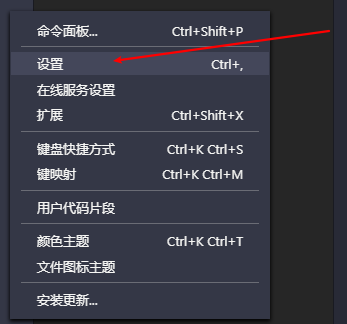 命令面板... Ctrl+Shift+P
设置 Ctrl+,
在线服务设置
扩展 Ctrl+Shift+X
键盘快捷方式 Ctrl+K Ctrl+S
键映射 Ctrl+K Ctrl+M
用户代码片段
颜色主题 Ctrl+K Ctrl+T
文件图标主题
安装更新...